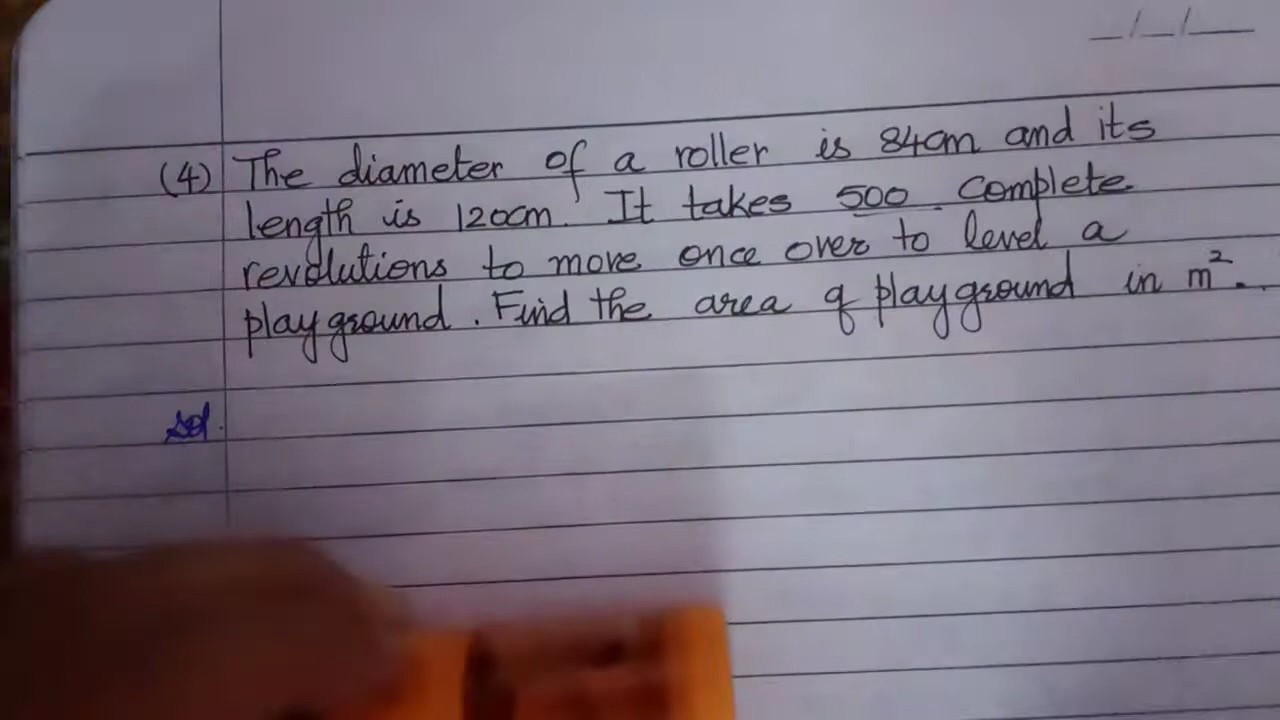 _/_/__
(4) The diameter of a roller is 84cm and its
length is 120cm. It takes 500 complete
revolutions to move once over to level a
playground. Find the area of playground in m².
Sol.